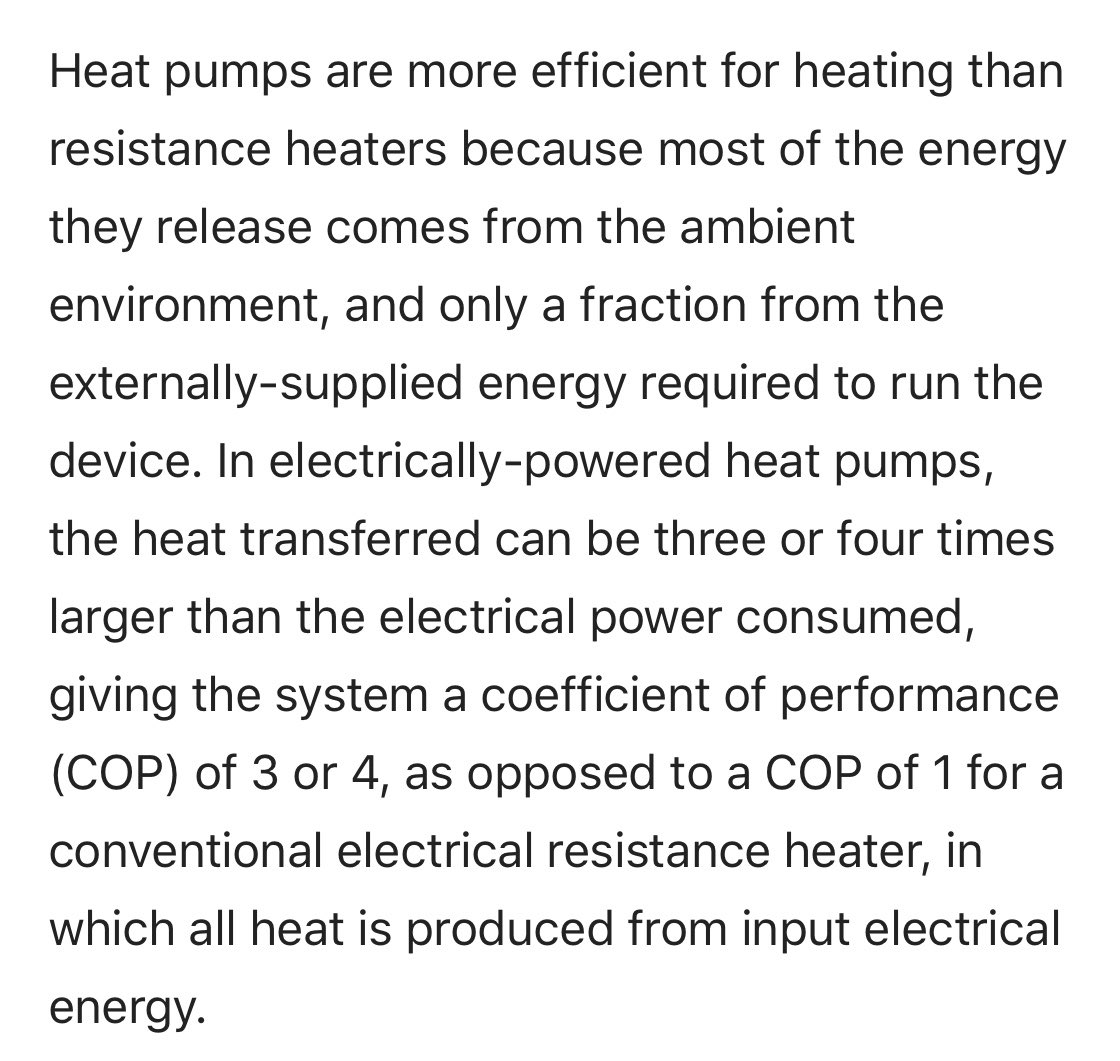 Heat pumps are more efficient for heating than
resistance heaters because most of the energy
they release comes from the ambient
environment, and only a fraction from the
externally-supplied energy required to run the
device. In electrically-powered heat pumps,
the heat transferred can be three or four times
larger than the electrical power consumed,
giving the system a coefficient of performance
(COP) of 3 or 4, as opposed to a COP of 1 for a
conventional electrical resistance heater, in
which all heat is produced from input electrical
energy.